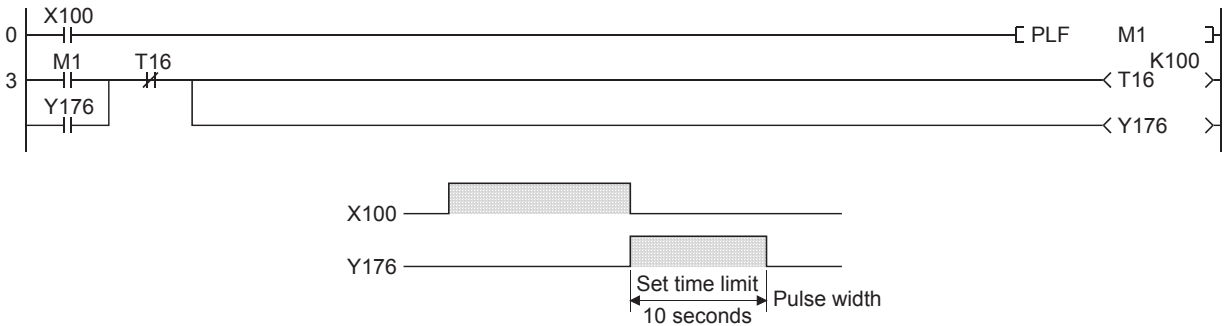 X100
0 PLF M1
M1 T16 K100
3 T16
Y176
Y176
X100
Y176
Set time limit
Pulse width
10 seconds